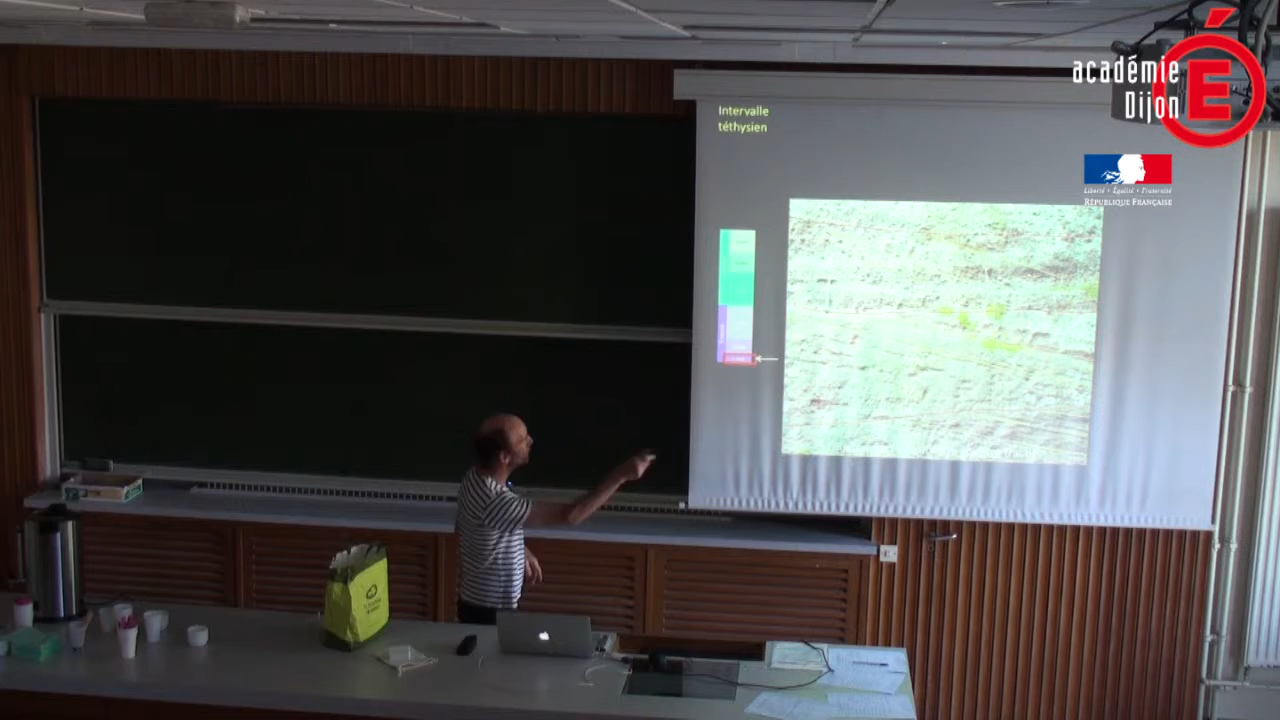 Intervalle
téthysien
académie
Dijon
É
Liberté • Égalité • Fraternité
RÉPUBLIQUE FRANÇAISE